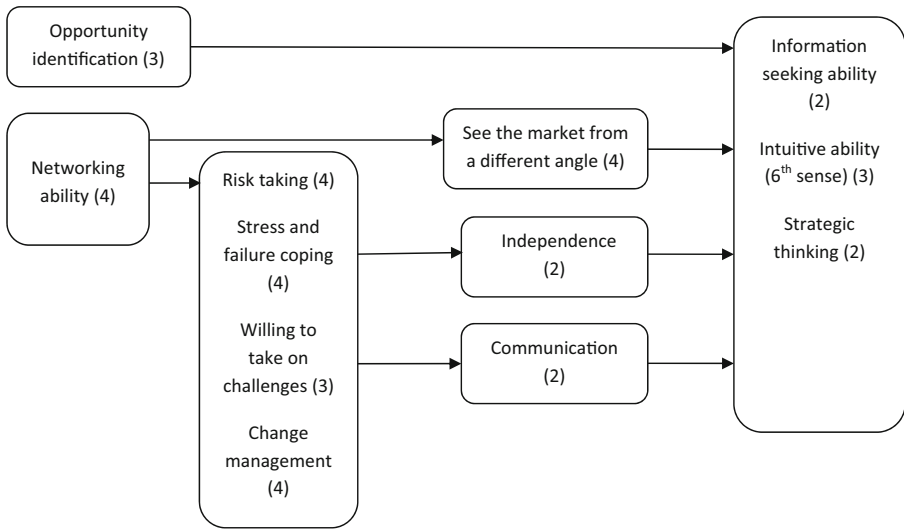 Opportunity
identification (3)
Networking
ability (4)
Risk taking (4)
Stress and
failure coping
(4)
Willing to
take on
challenges (3)
Change
management
(4)
See the market from
a different angle (4)
Independence
(2)
Communication
(2)
Information
seeking ability
(2)
Intuitive ability
(6th sense) (3)
Strategic
thinking (2)